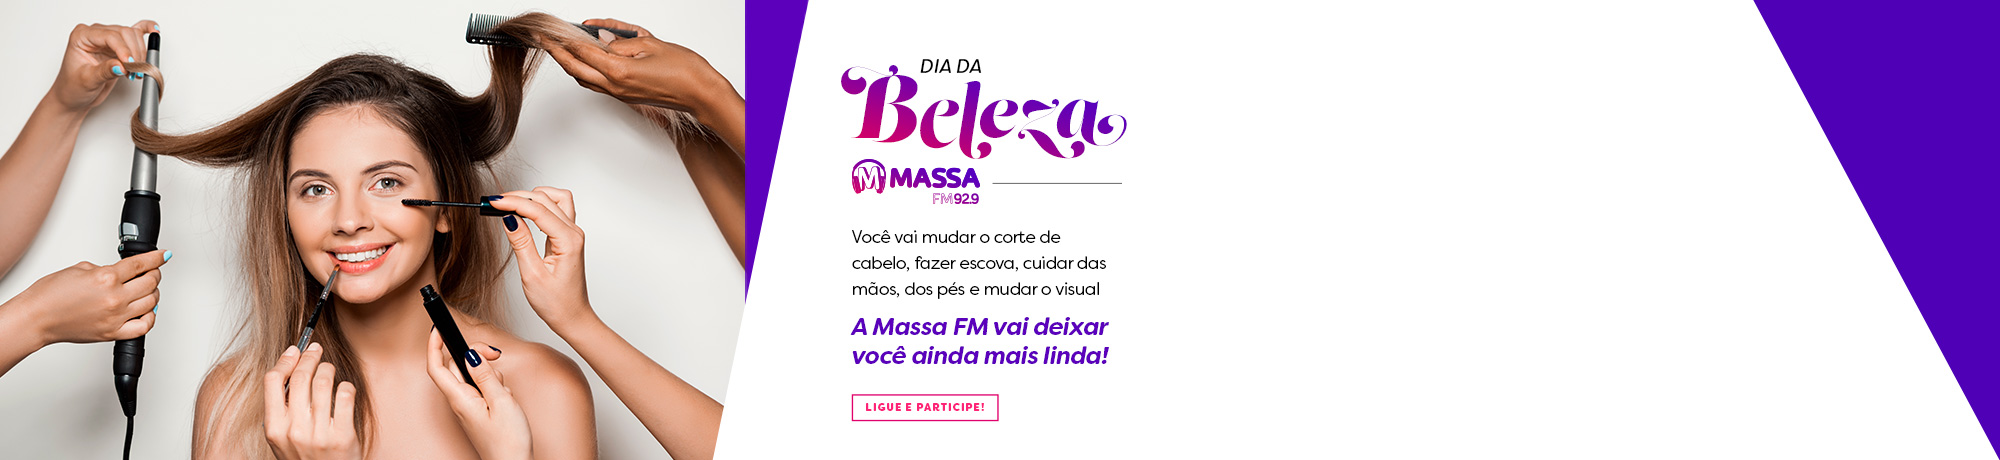 DIA DA
Beleza
M MASSA
FM 92.9
Você vai mudar o corte de
cabelo, fazer escova, cuidar das
mãos, dos pés e mudar o visual
A Massa FM vai deixar
você ainda mais linda!
LIGUE E PARTICIPE!